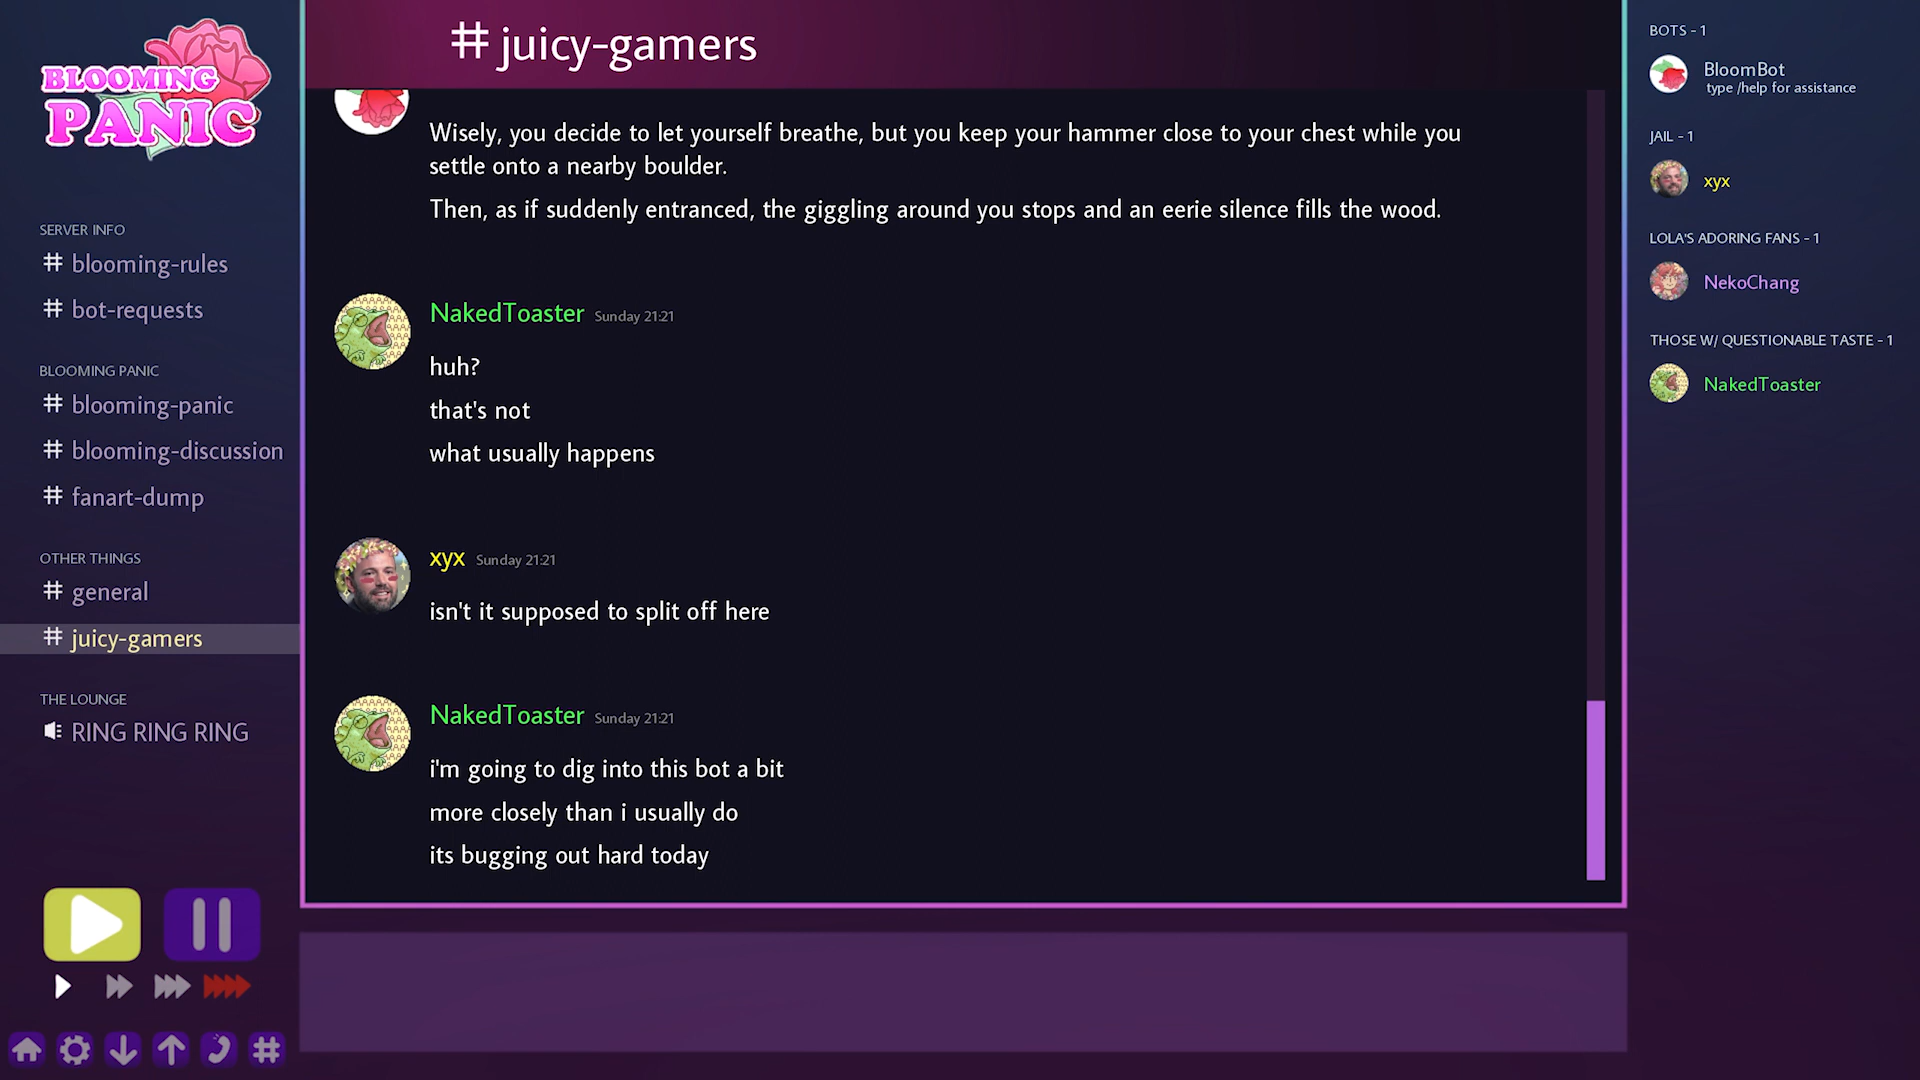 BLOOMING
PANIC
SERVER INFO
# blooming-rules
# bot-requests
BLOOMING PANIC
# blooming-panic
# blooming-discussion
# fanart-dump
OTHER THINGS
# general
# juicy-gamers
THE LOUNGE
RING RING RING
# juicy-gamers
Wisely, you decide to let yourself breathe, but you keep your hammer close to your chest while you
settle onto a nearby boulder.
Then, as if suddenly entranced, the giggling around you stops and an eerie silence fills the wood.
NakedToaster Sunday 21:21
huh?
that's not
what usually happens
xyx Sunday 21:21
isn't it supposed to split off here
NakedToaster Sunday 21:21
i'm going to dig into this bot a bit
more closely than i usually do
its bugging out hard today
BOTS - 1
BloomBot
type /help for assistance
JAIL - 1
xyx
LOLA'S ADORING FANS - 1
NekoChang
THOSE W/ QUESTIONABLE TASTE - 1
NakedToaster